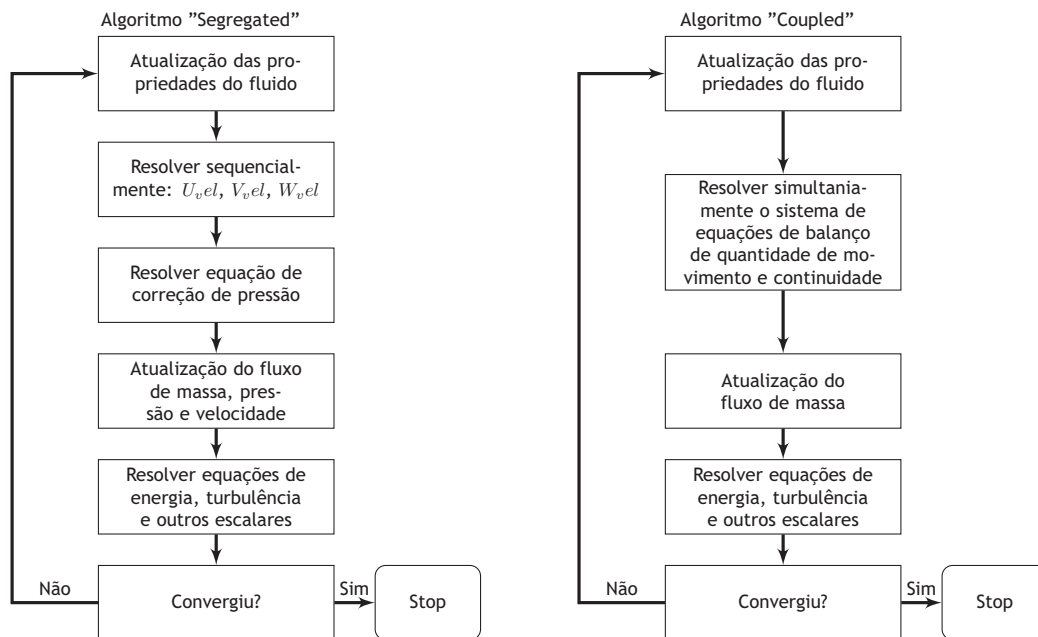 Algoritmo ”Segregated”
Atualização das pro-
priedades do fluido
Resolver sequencial-
mente: U_vel, V_vel, W_vel
Resolver equação de
correção de pressão
Atualização do fluxo
de massa, pres-
são e velocidade
Resolver equações de
energia, turbulência
e outros escalares
Não
Convergiu?
Sim
Stop
Algoritmo ”Coupled”
Atualização das pro-
priedades do fluido
Resolver simultania-
mente o sistema de
equações de balanço
de quantidade de mo-
vimento e continuidade
Atualização do
fluxo de massa
Resolver equações de
energia, turbulência
e outros escalares
Não
Convergiu?
Sim
Stop